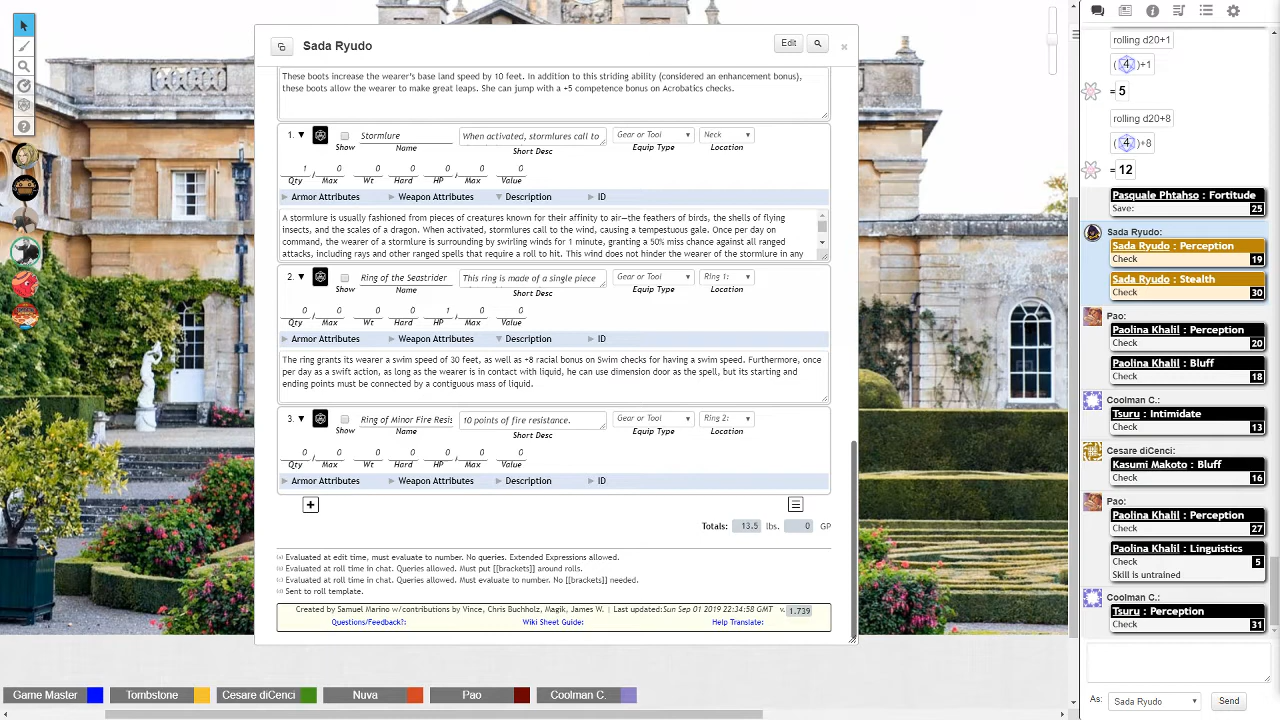 Sada Ryudo
Edit
These boots increase the wearer's base land speed by 10 feet. In addition to this striding ability (considered an enhancement bonus),
these boots allow the wearer to make great leaps. She can jump with a +5 competence bonus on Acrobatics checks.
1.
Show
Stormlure
Name
When activated, stormlures call to
Short Desc
Gear or Tool
Equip Type
Neck
Location
1 / 0 0 0 0 / 0 0
Qty Max Wt Hard HP Max Value
Armor Attributes Weapon Attributes Description ID
A stormlure is usually fashioned from pieces of creatures known for their affinity to air—the feathers of birds, the shells of flying
insects, and the scales of a dragon. When activated, stormlures call to the wind, causing a tempestuous gale. Once per day on
command, the wearer of a stormlure is surrounding by swirling winds for 1 minute, granting a 50% miss chance against all ranged
attacks, including rays and other ranged spells that require a roll to hit. This wind does not hinder the wearer of the stormlure in any
2.
Show
Ring of the Seastrider
Name
This ring is made of a single piece
Short Desc
Gear or Tool
Equip Type
Ring 1:
Location
0 / 0 0 0 1 / 0 0
Qty Max Wt Hard HP Max Value
Armor Attributes Weapon Attributes Description ID
The ring grants its wearer a swim speed of 30 feet, as well as +8 racial bonus on Swim checks for having a swim speed. Furthermore, once
per day as a swift action, as long as the wearer is in contact with liquid, he can use dimension door as the spell, but its starting and
ending points must be connected by a contiguous mass of liquid.
3.
Show
Ring of Minor Fire Resi
Name
10 points of fire resistance.
Short Desc
Gear or Tool
Equip Type
Ring 2:
Location
0 / 0 0 0 0 / 0 0
Qty Max Wt Hard HP Max Value
Armor Attributes Weapon Attributes Description ID
Totals: 13.5 lbs. 0 GP
Evaluated at edit time, must evaluate to number. No queries. Extended Expressions allowed.
Evaluated at roll time in chat. Queries allowed. Must put [[brackets]] around rolls.
Evaluated at roll time in chat. Queries allowed. Must evaluate to number. No [[brackets]] needed.
Sent to roll template.
Created by Samuel Marino w/contributions by Vince, Chris Buchholz, Magik, James W. | Last updated:Sun Sep 01 2019 22:34:58 GMT v. 1.739
Questions/Feedback?: Wiki Sheet Guide: Help Translate:
Game Master
Tombstone
Cesare diCenci
Nuva
Pao
Coolman C.
rolling d20+1
(4)+1
=5
rolling d20+8
(4)+8
=12
Pasquale Phtahso : Fortitude
Save: 25
Sada Ryudo:
Sada Ryudo : Perception
Check 19
Sada Ryudo : Stealth
Check 30
Pao:
Paolina Khalil : Perception
Check 20
Paolina Khalil : Bluff
Check 18
Coolman C.:
Tsuru : Intimidate
Check 13
Cesare diCenci:
Kasumi Makoto : Bluff
Check 16
Pao:
Paolina Khalil : Perception
Check 27
Paolina Khalil : Linguistics
Check 5
Skill is untrained
Coolman C.:
Tsuru : Perception
Check 31
As: Sada Ryudo
Send